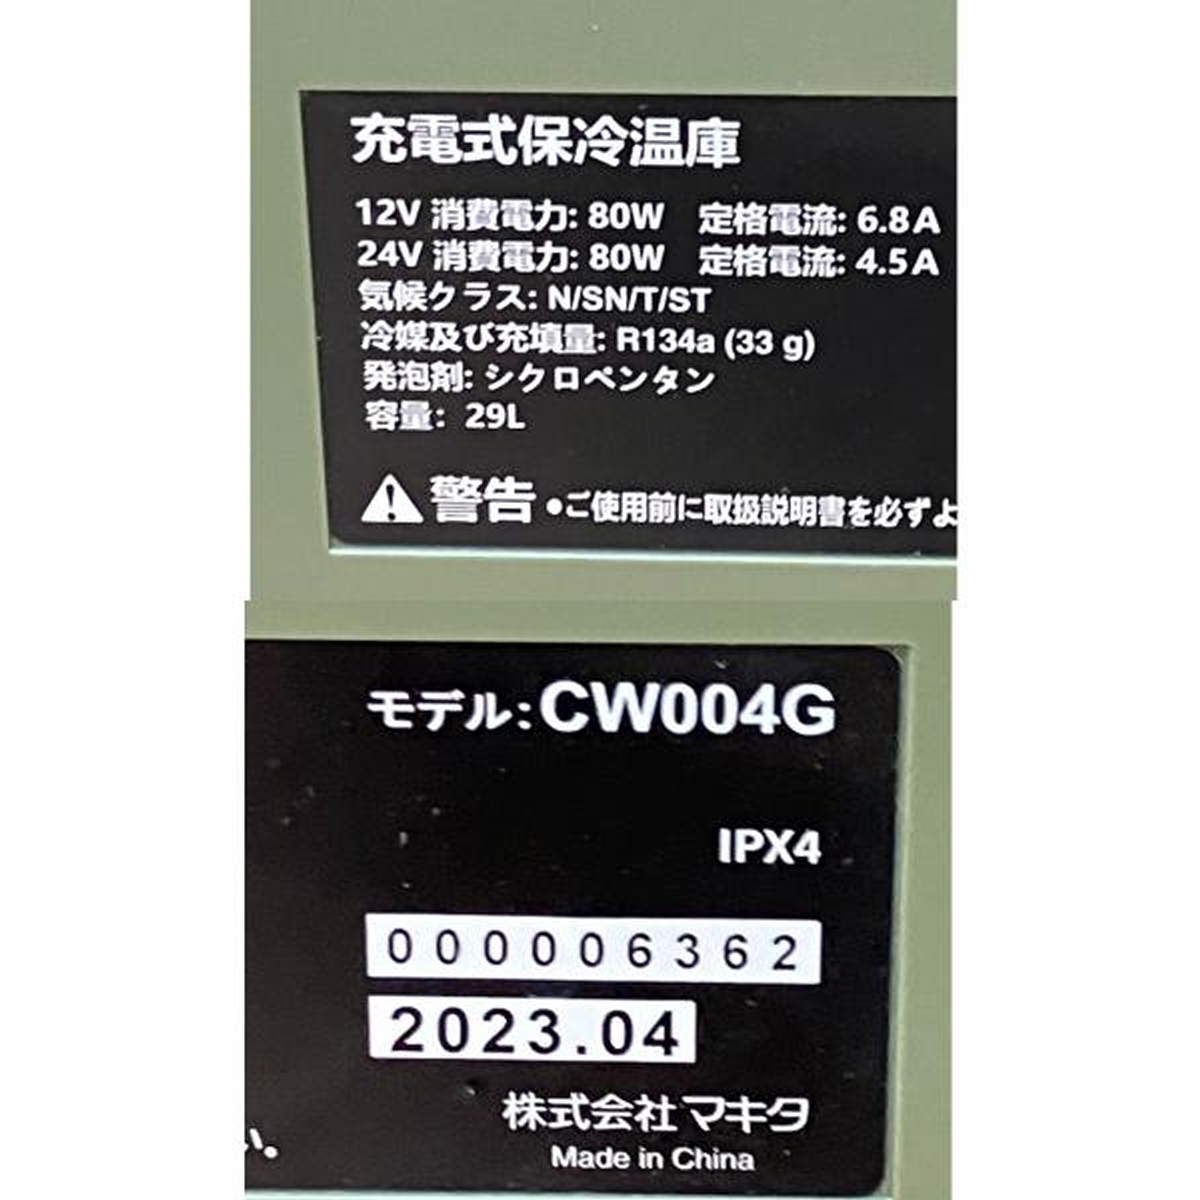 充電式保冷温庫
12V 消費電力: 80W 定格電流: 6.8A
24V 消費電力: 80W 定格電流: 4.5A
気候クラス: N/SN/T/ST
冷媒及び充填量: R134a (33 g)
発泡剤: シクロペンタン
容量: 29L
警告 •ご使用前に取扱説明書を必ずよ
モデル: CW004G
IPX4
000006362
2023.04
株式会社マキタ
い。
Made in China